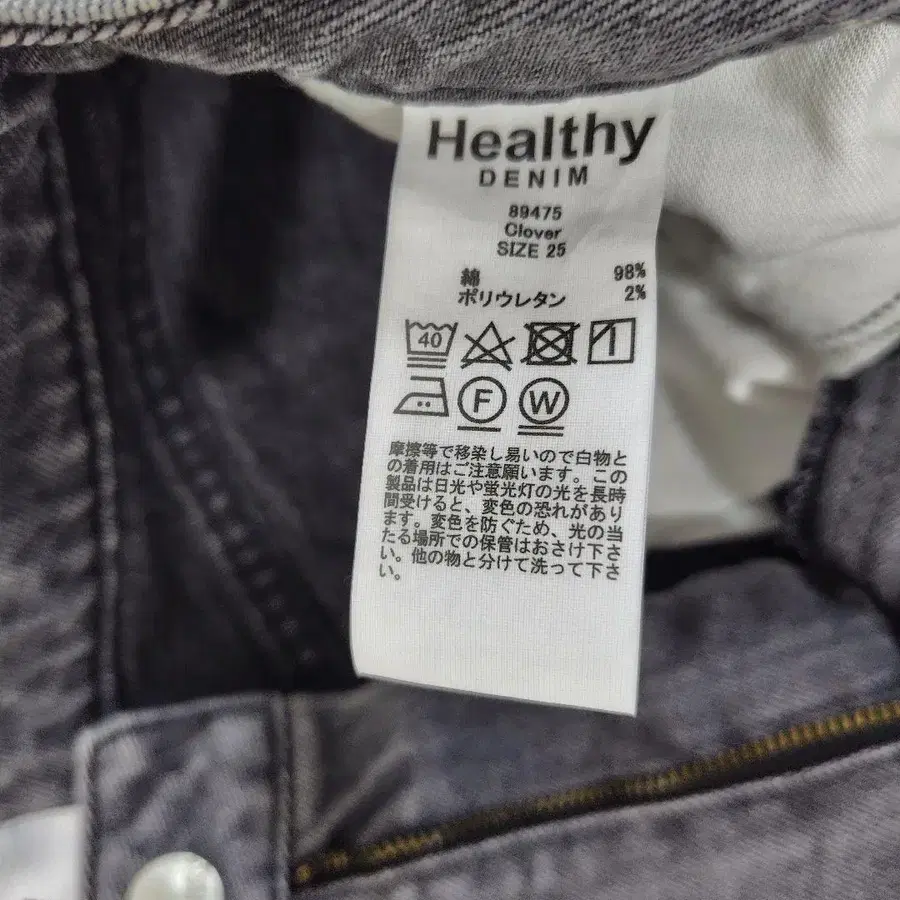 Healthy
DENIM
89475
Clover
SIZE 25
綿 98%
ポリウレタン 2%
40
F W
摩擦等で移染し易いので白物と
の着用はご注意願います。この
製品は日光や蛍光灯の光を長時
間受けると、変色の恐れがあり
ます。変色を防ぐため、光の当
たる場所での保管はおさけ下さ
い。他の物と分けて洗って下さ
い。